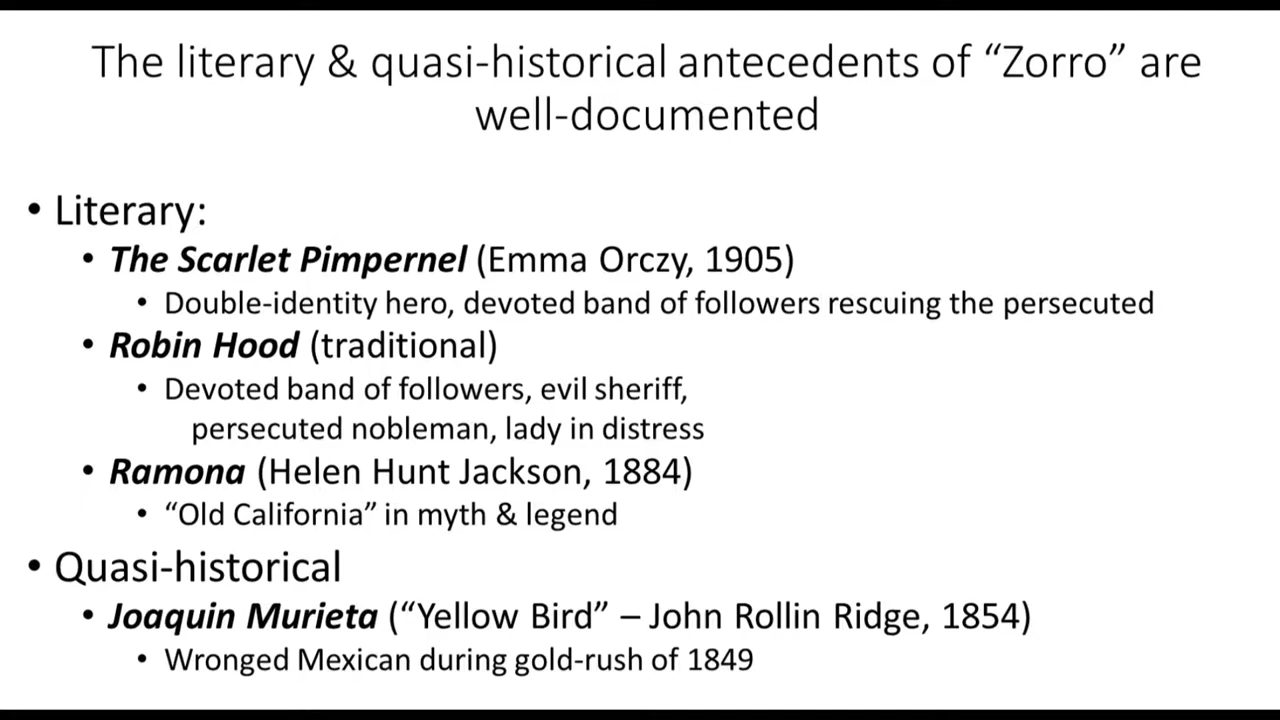 The literary & quasi-historical antecedents of “Zorro” are
well-documented
• Literary:
• The Scarlet Pimpernel (Emma Orczy, 1905)
• Double-identity hero, devoted band of followers rescuing the persecuted
• Robin Hood (traditional)
• Devoted band of followers, evil sheriff,
persecuted nobleman, lady in distress
• Ramona (Helen Hunt Jackson, 1884)
• “Old California” in myth & legend
• Quasi-historical
• Joaquin Murieta (“Yellow Bird” – John Rollin Ridge, 1854)
• Wronged Mexican during gold-rush of 1849